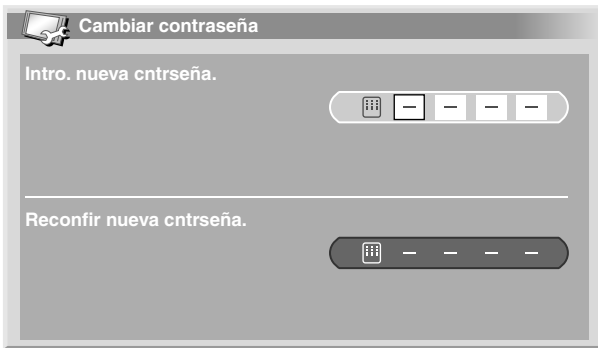 Cambiar contraseña
Intro. nueva cntrseña.
– – – –
Reconfir nueva cntrseña.
– – – –